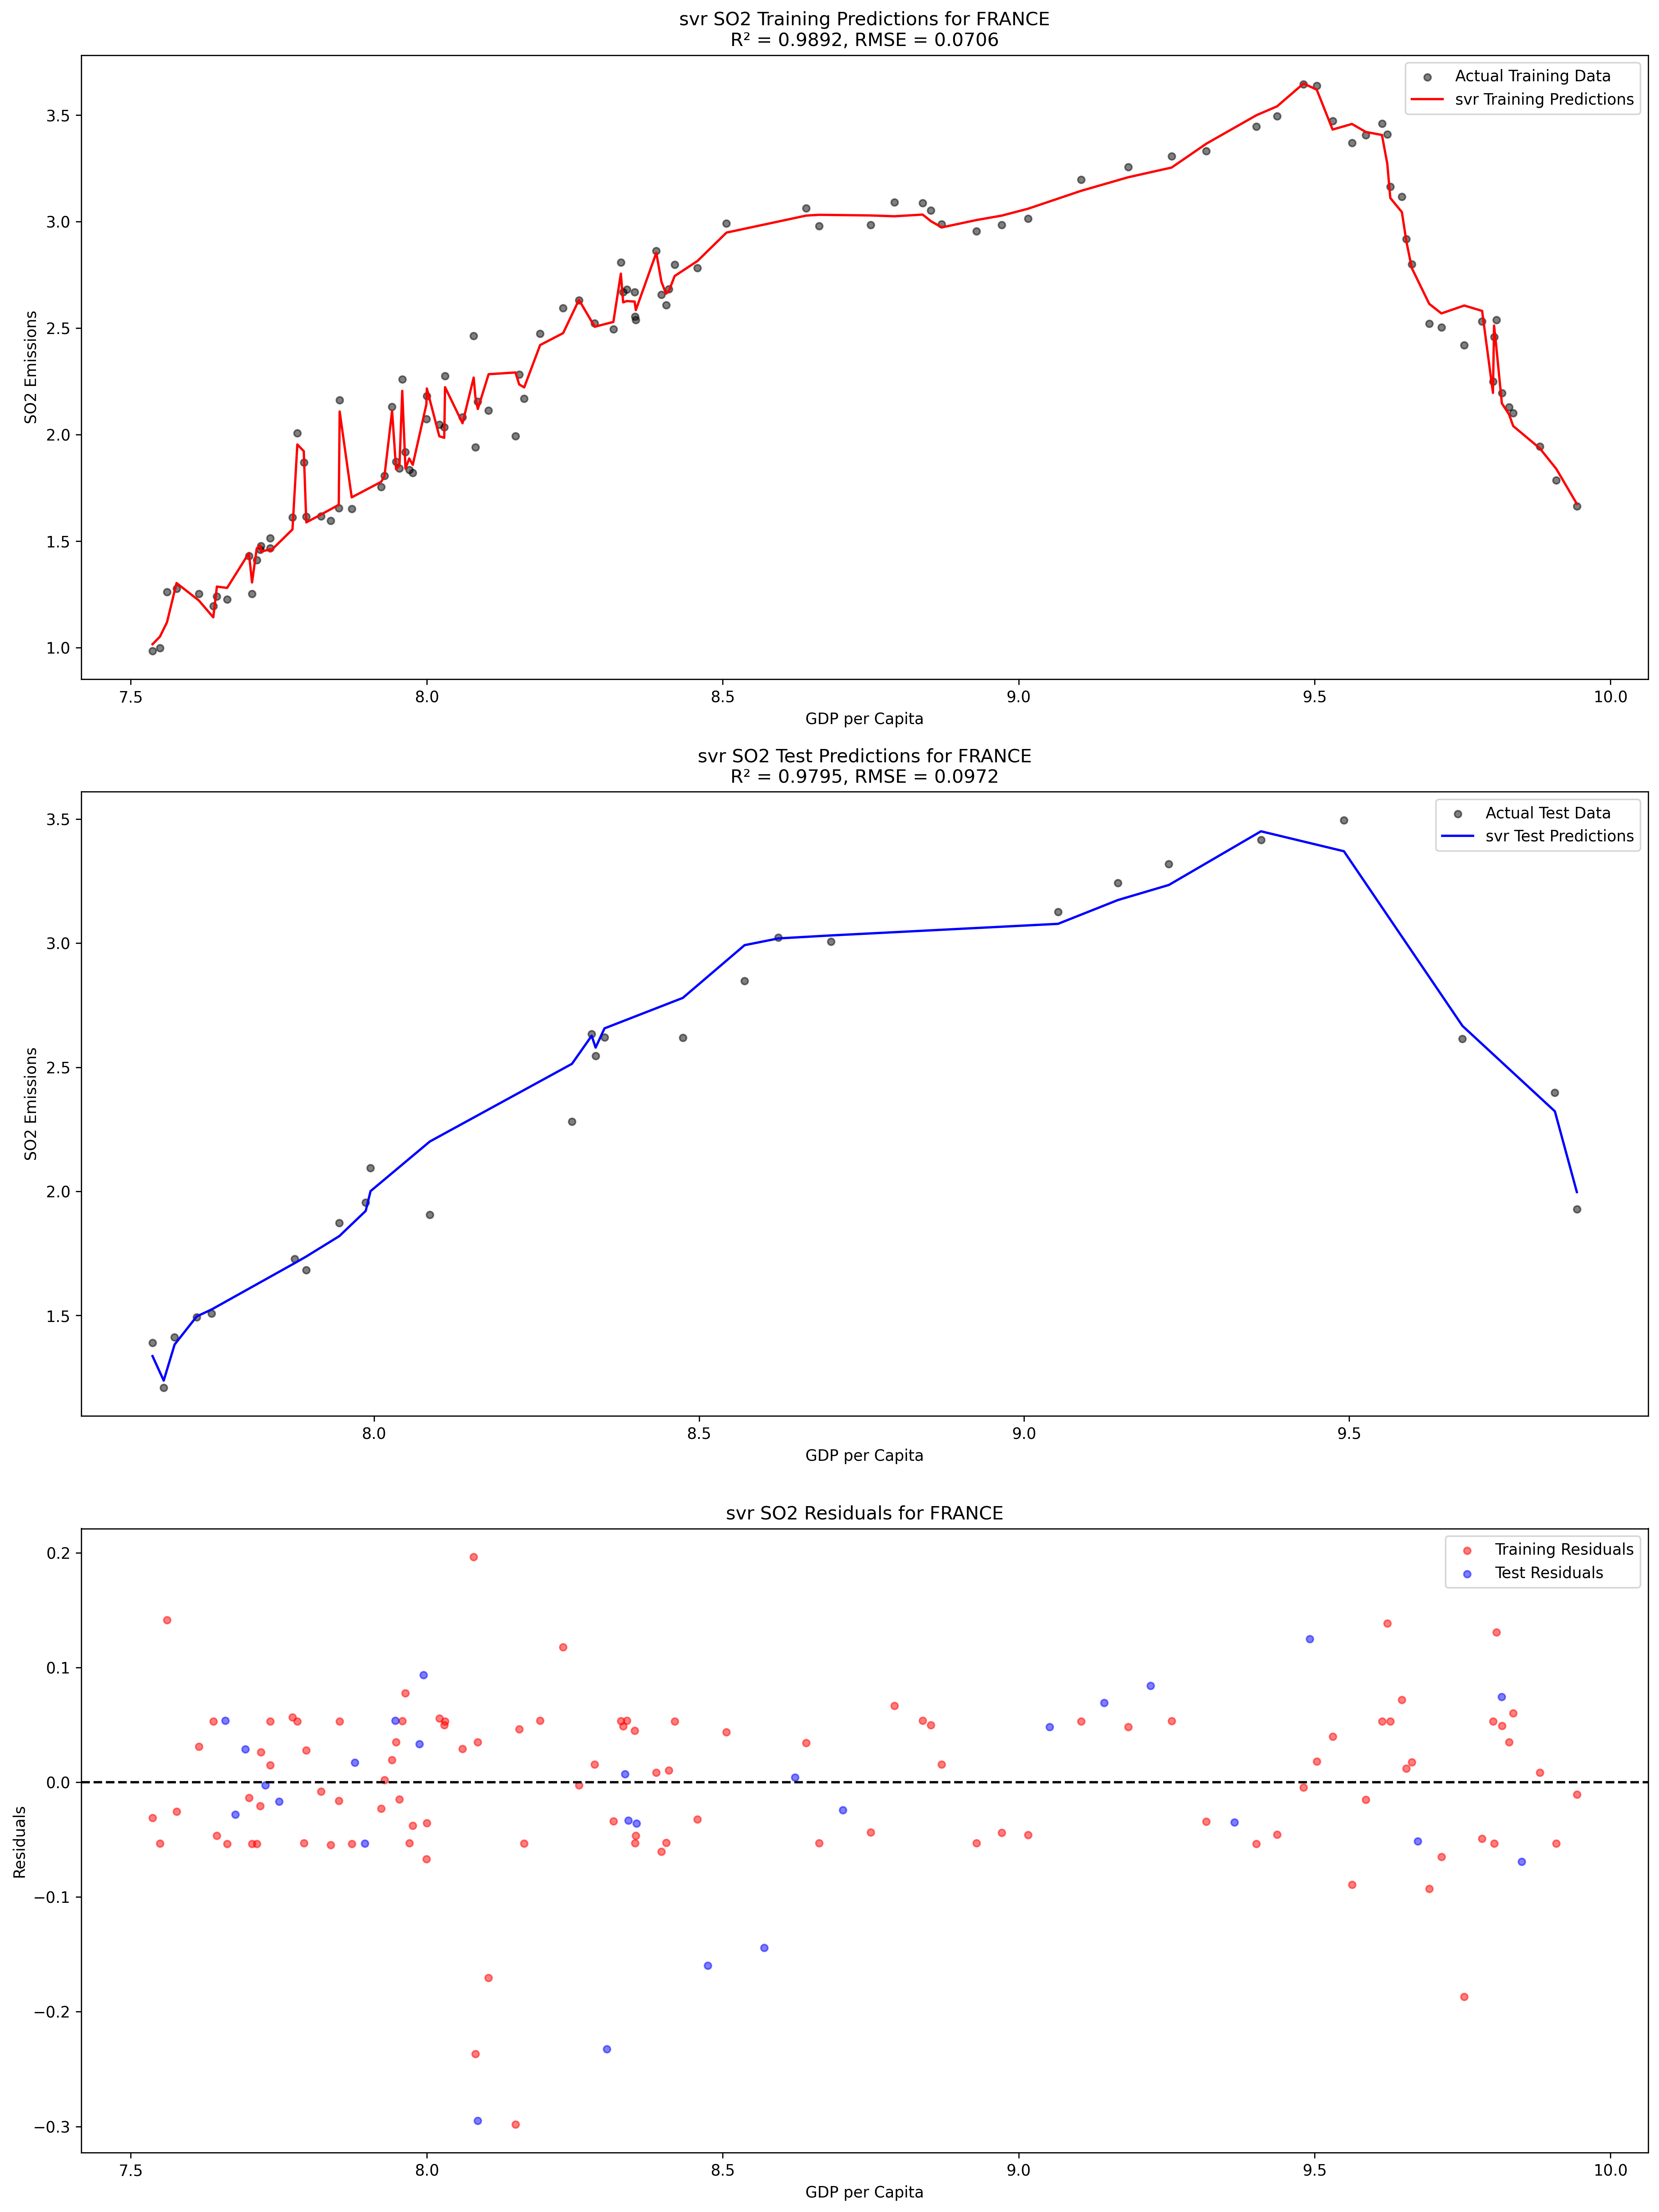 svr SO2 Training Predictions for FRANCE
R² = 0.9892, RMSE = 0.0706
Actual Training Data
svr Training Predictions
SO2 Emissions
3.5
3.0
2.5
2.0
1.5
1.0
7.5 8.0 8.5 9.0 9.5 10.0
GDP per Capita
svr SO2 Test Predictions for FRANCE
R² = 0.9795, RMSE = 0.0972
Actual Test Data
svr Test Predictions
SO2 Emissions
3.5
3.0
2.5
2.0
1.5
8.0 8.5 9.0 9.5
GDP per Capita
svr SO2 Residuals for FRANCE
Training Residuals
Test Residuals
Residuals
0.2
0.1
0.0
−0.1
−0.2
−0.3
7.5 8.0 8.5 9.0 9.5 10.0
GDP per Capita